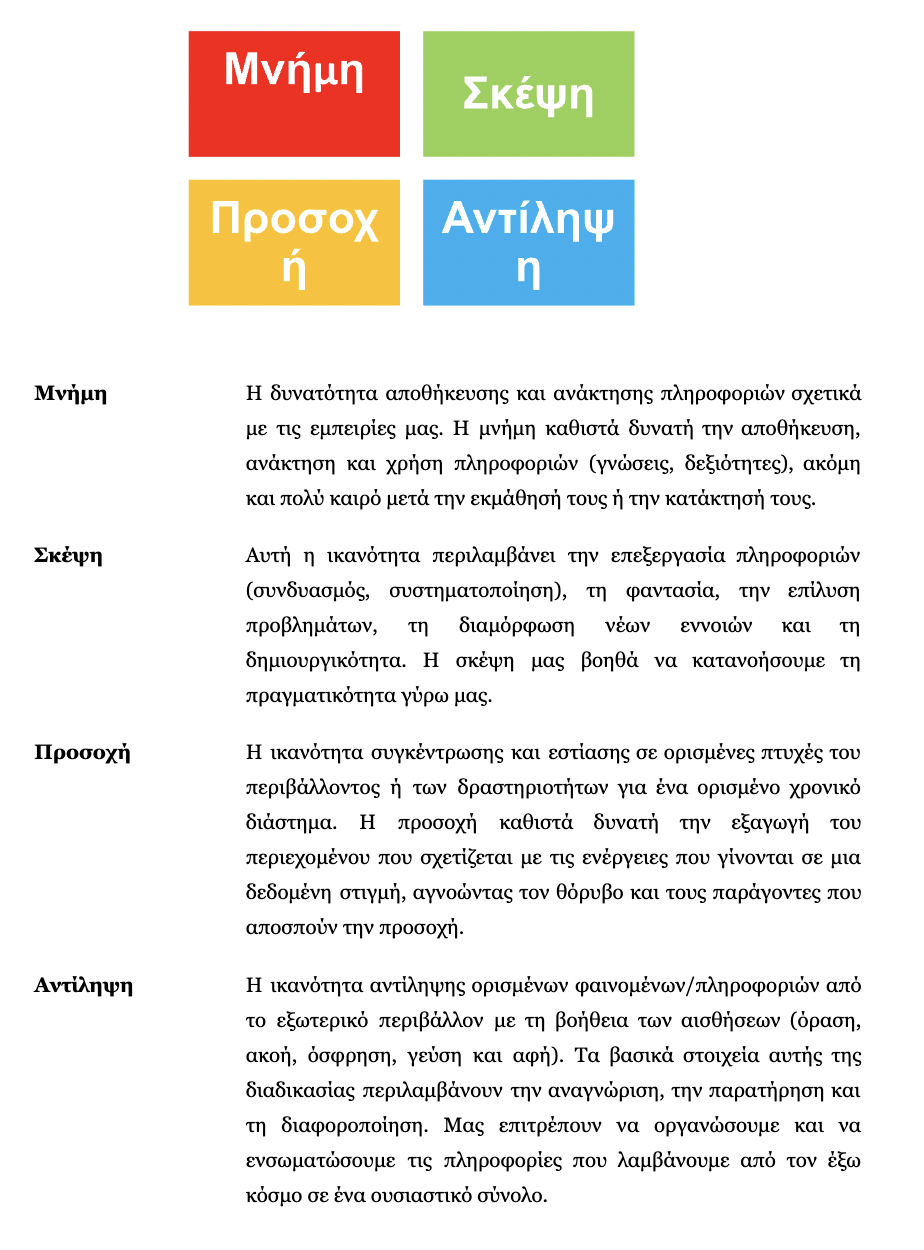 Μνήμη
Σκέψη
Προσοχ
ή
Αντίληψ
η
Μνήμη
Η δυνατότητα αποθήκευσης και ανάκτησης πληροφοριών σχετικά
με τις εμπειρίες μας. Η μνήμη καθιστά δυνατή την αποθήκευση,
ανάκτηση και χρήση πληροφοριών (γνώσεις, δεξιότητες), ακόμη
και πολύ καιρό μετά την εκμάθησή τους ή την κατάκτησή τους.
Σκέψη
Αυτή η ικανότητα περιλαμβάνει την επεξεργασία πληροφοριών
(συνδυασμός, συστηματοποίηση), τη φαντασία, την επίλυση
προβλημάτων, τη διαμόρφωση νέων εννοιών και τη
δημιουργικότητα. Η σκέψη μας βοηθά να κατανοήσουμε τη
πραγματικότητα γύρω μας.
Προσοχή
Η ικανότητα συγκέντρωσης και εστίασης σε ορισμένες πτυχές του
περιβάλλοντος ή των δραστηριοτήτων για ένα ορισμένο χρονικό
διάστημα. Η προσοχή καθιστά δυνατή την εξαγωγή του
περιεχομένου που σχετίζεται με τις ενέργειες που γίνονται σε μια
δεδομένη στιγμή, αγνοώντας τον θόρυβο και τους παράγοντες που
αποσπούν την προσοχή.
Αντίληψη
Η ικανότητα αντίληψης ορισμένων φαινομένων/πληροφοριών από
το εξωτερικό περιβάλλον με τη βοήθεια των αισθήσεων (όραση,
ακοή, όσφρηση, γεύση και αφή). Τα βασικά στοιχεία αυτής της
διαδικασίας περιλαμβάνουν την αναγνώριση, την παρατήρηση και
τη διαφοροποίηση. Μας επιτρέπουν να οργανώσουμε και να
ενσωματώσουμε τις πληροφορίες που λαμβάνουμε από τον έξω
κόσμο σε ένα ουσιαστικό σύνολο.